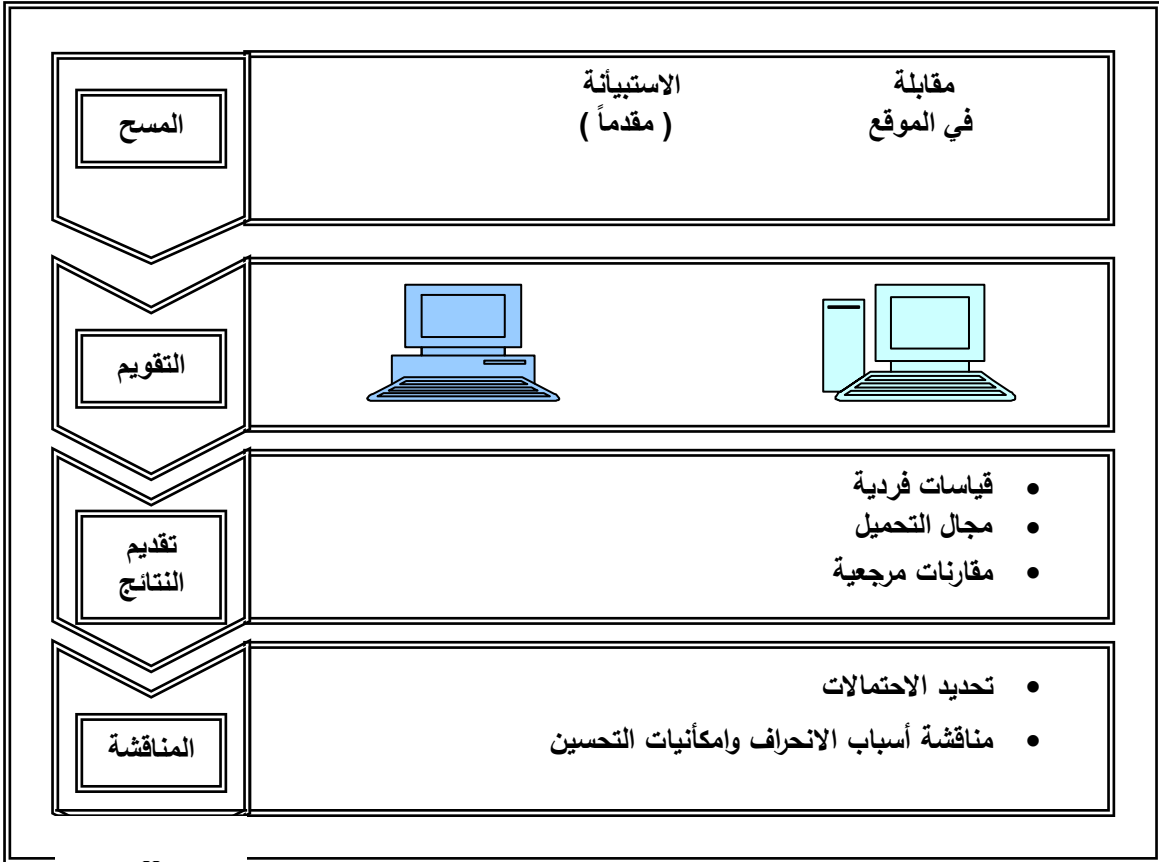 المسح
مقابلة
في الموقع
الاستبيأنة
( مقدماً )
التقويم
تقديم
النتائج
• قياسات فردية
• مجال التحميل
• مقارنات مرجعية
المناقشة
• تحديد الاحتمالات
• مناقشة أسباب الانحراف وامكأنيات التحسين